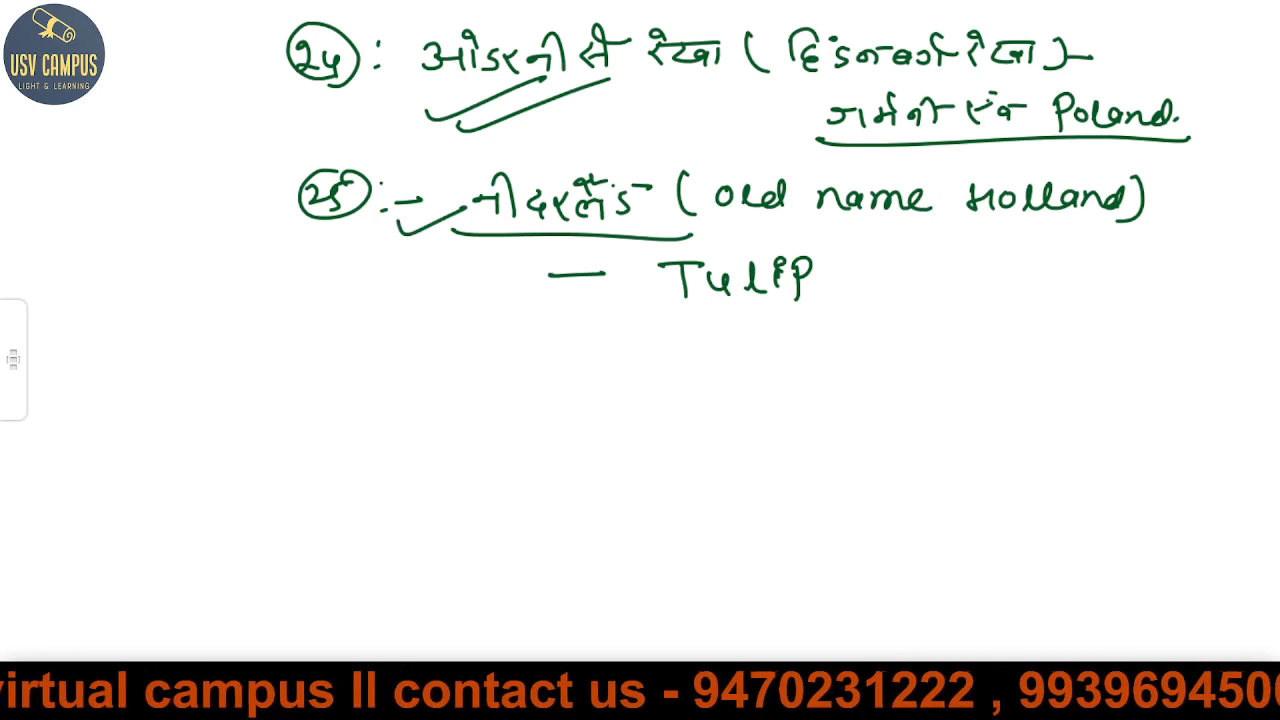 USV CAMPUS
LIGHT & LEARNING
24 : ओडरनीसे रेखा ( हिंडनबर्ग रेखा )-
जर्मनी एवं Poland.
25 :- नीदरलैंड - ( old name Holland)
— Tulip
virtual campus II contact us - 9470231222 , 993969450